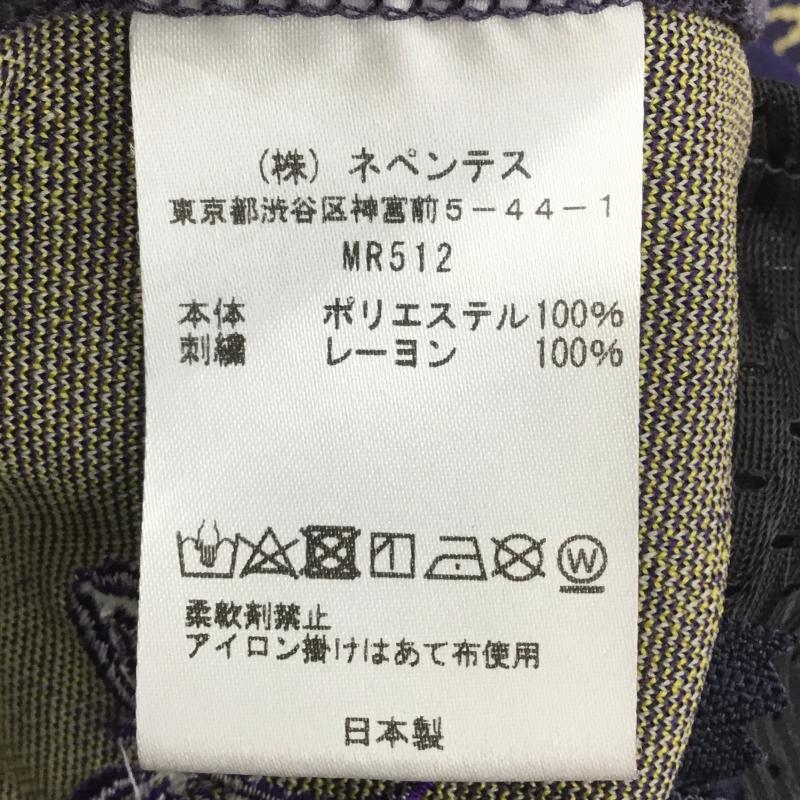 (株) ネペンテス
東京都渋谷区神宮前5-44-1
MR512
本体 ポリエステル100%
刺繍 レーヨン 100%
W
柔軟剤禁止
アイロン掛けはあて布使用
日本製